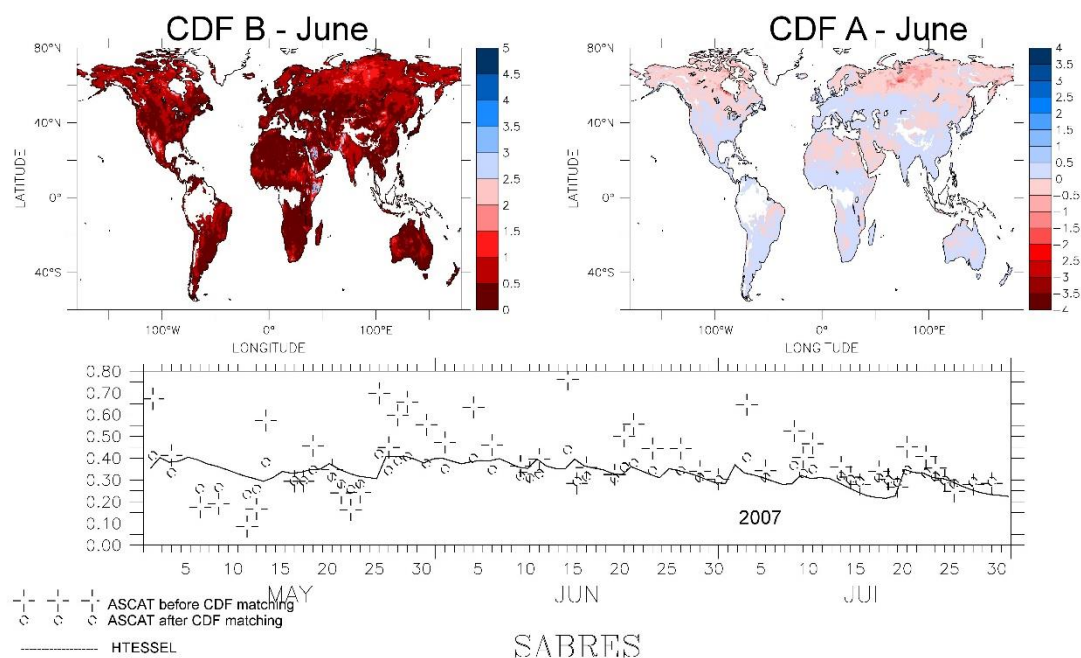 CDF B - June
CDF A - June
80°N
40°N
0°
40°S
LATITUDE
100°W 0° 100°E
LONGITUDE
5
4.5
4
3.5
3
2.5
2
1.5
1
0.5
0
80°N
40°N
0°
40°S
LATITUDE
100°W 0° 100°E
4
3.5
3
2.5
2
1.5
1
0.5
0
-0.5
-1
-1.5
-2
-2.5
-3
-3.5
-4
0.80
0.70
0.60
0.50
0.40
0.30
0.20
0.10
0.00
2007
5 10 15 20 25 30 5 10 15 20 25 30 5 10 15 20 25 30
MAY JUN JUI
ASCAT before CDF matching
ASCAT after CDF matching
HTESSEL
SABRES